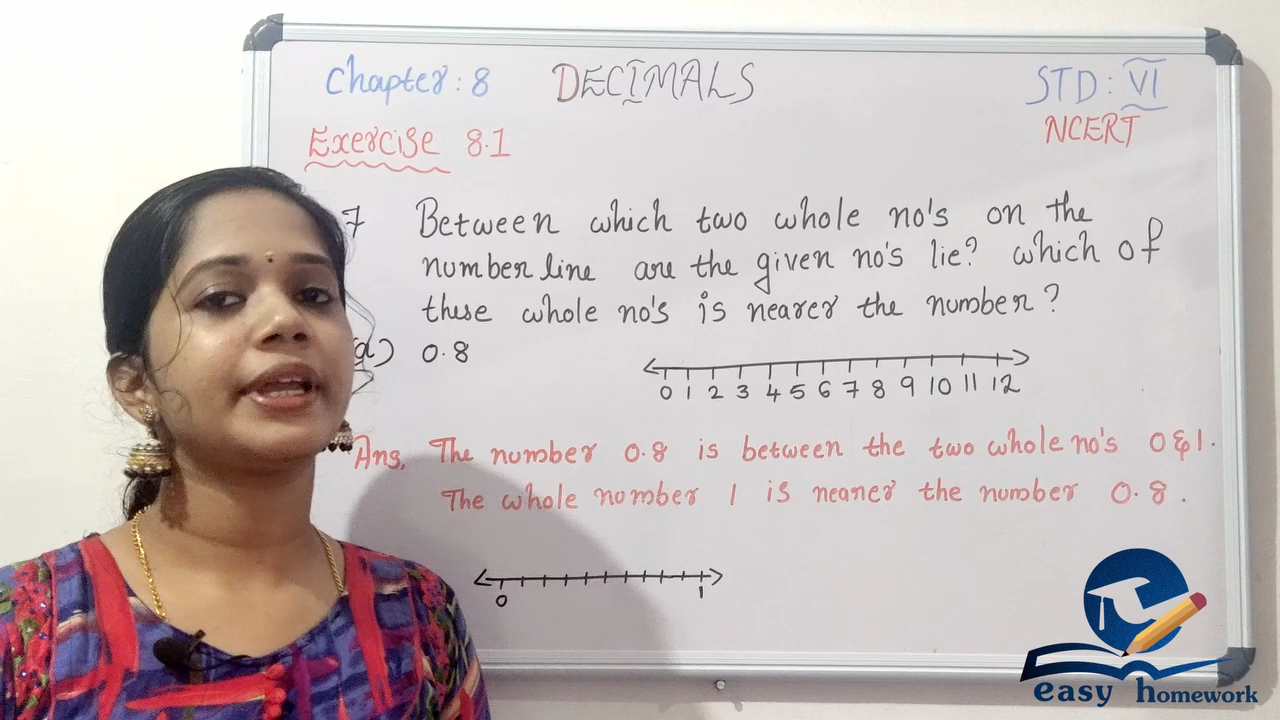 Chapter : 8 DECIMALS STD : VI
NCERT
Exercise 8.1
7 Between which two whole no's on the
number line are the given no's lie? which of
these whole no's is nearer the number?
(a) 0.8
0 1 2 3 4 5 6 7 8 9 10 11 12
Ans, The number 0.8 is between the two whole no's 0 & 1.
The whole number 1 is nearer the number 0.8.
0 1
easy homework